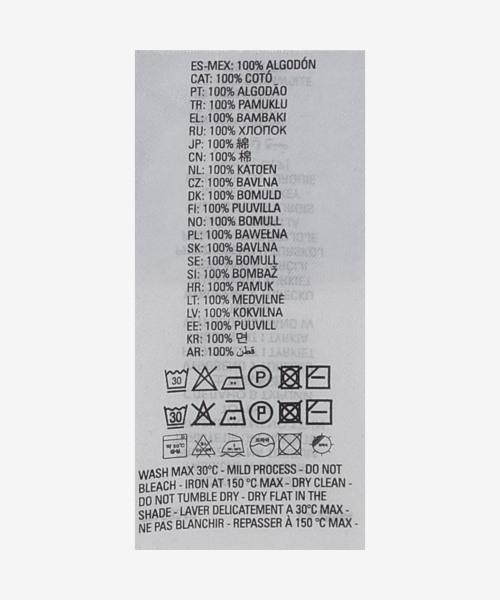 ES-MEX: 100% ALGODÓN
CAT: 100% COTÓ
PT: 100% ALGODÃO
TR: 100% PAMUKLU
EL: 100% BAMBAKI
RU: 100% ХЛОПОК
JP: 100% 綿
CN: 100% 棉
NL: 100% KATOEN
CZ: 100% BAVLNA
DK: 100% BOMULD
FI: 100% PUUVILLA
NO: 100% BOMULL
PL: 100% BAWEŁNA
SK: 100% BAVLNA
SE: 100% BOMULL
SI: 100% BOMBAŽ
HR: 100% PAMUK
LT: 100% MEDVILNĖ
LV: 100% KOKVILNA
EE: 100% PUUVILL
KR: 100% 면
AR: 100% قطن
30 P
30 P
WASH MAX 30°C - MILD PROCESS - DO NOT
BLEACH - IRON AT 150 °C MAX - DRY CLEAN -
DO NOT TUMBLE DRY - DRY FLAT IN THE
SHADE - LAVER DELICATEMENT A 30°C MAX -
NE PAS BLANCHIR - REPASSER À 150 °C MAX -